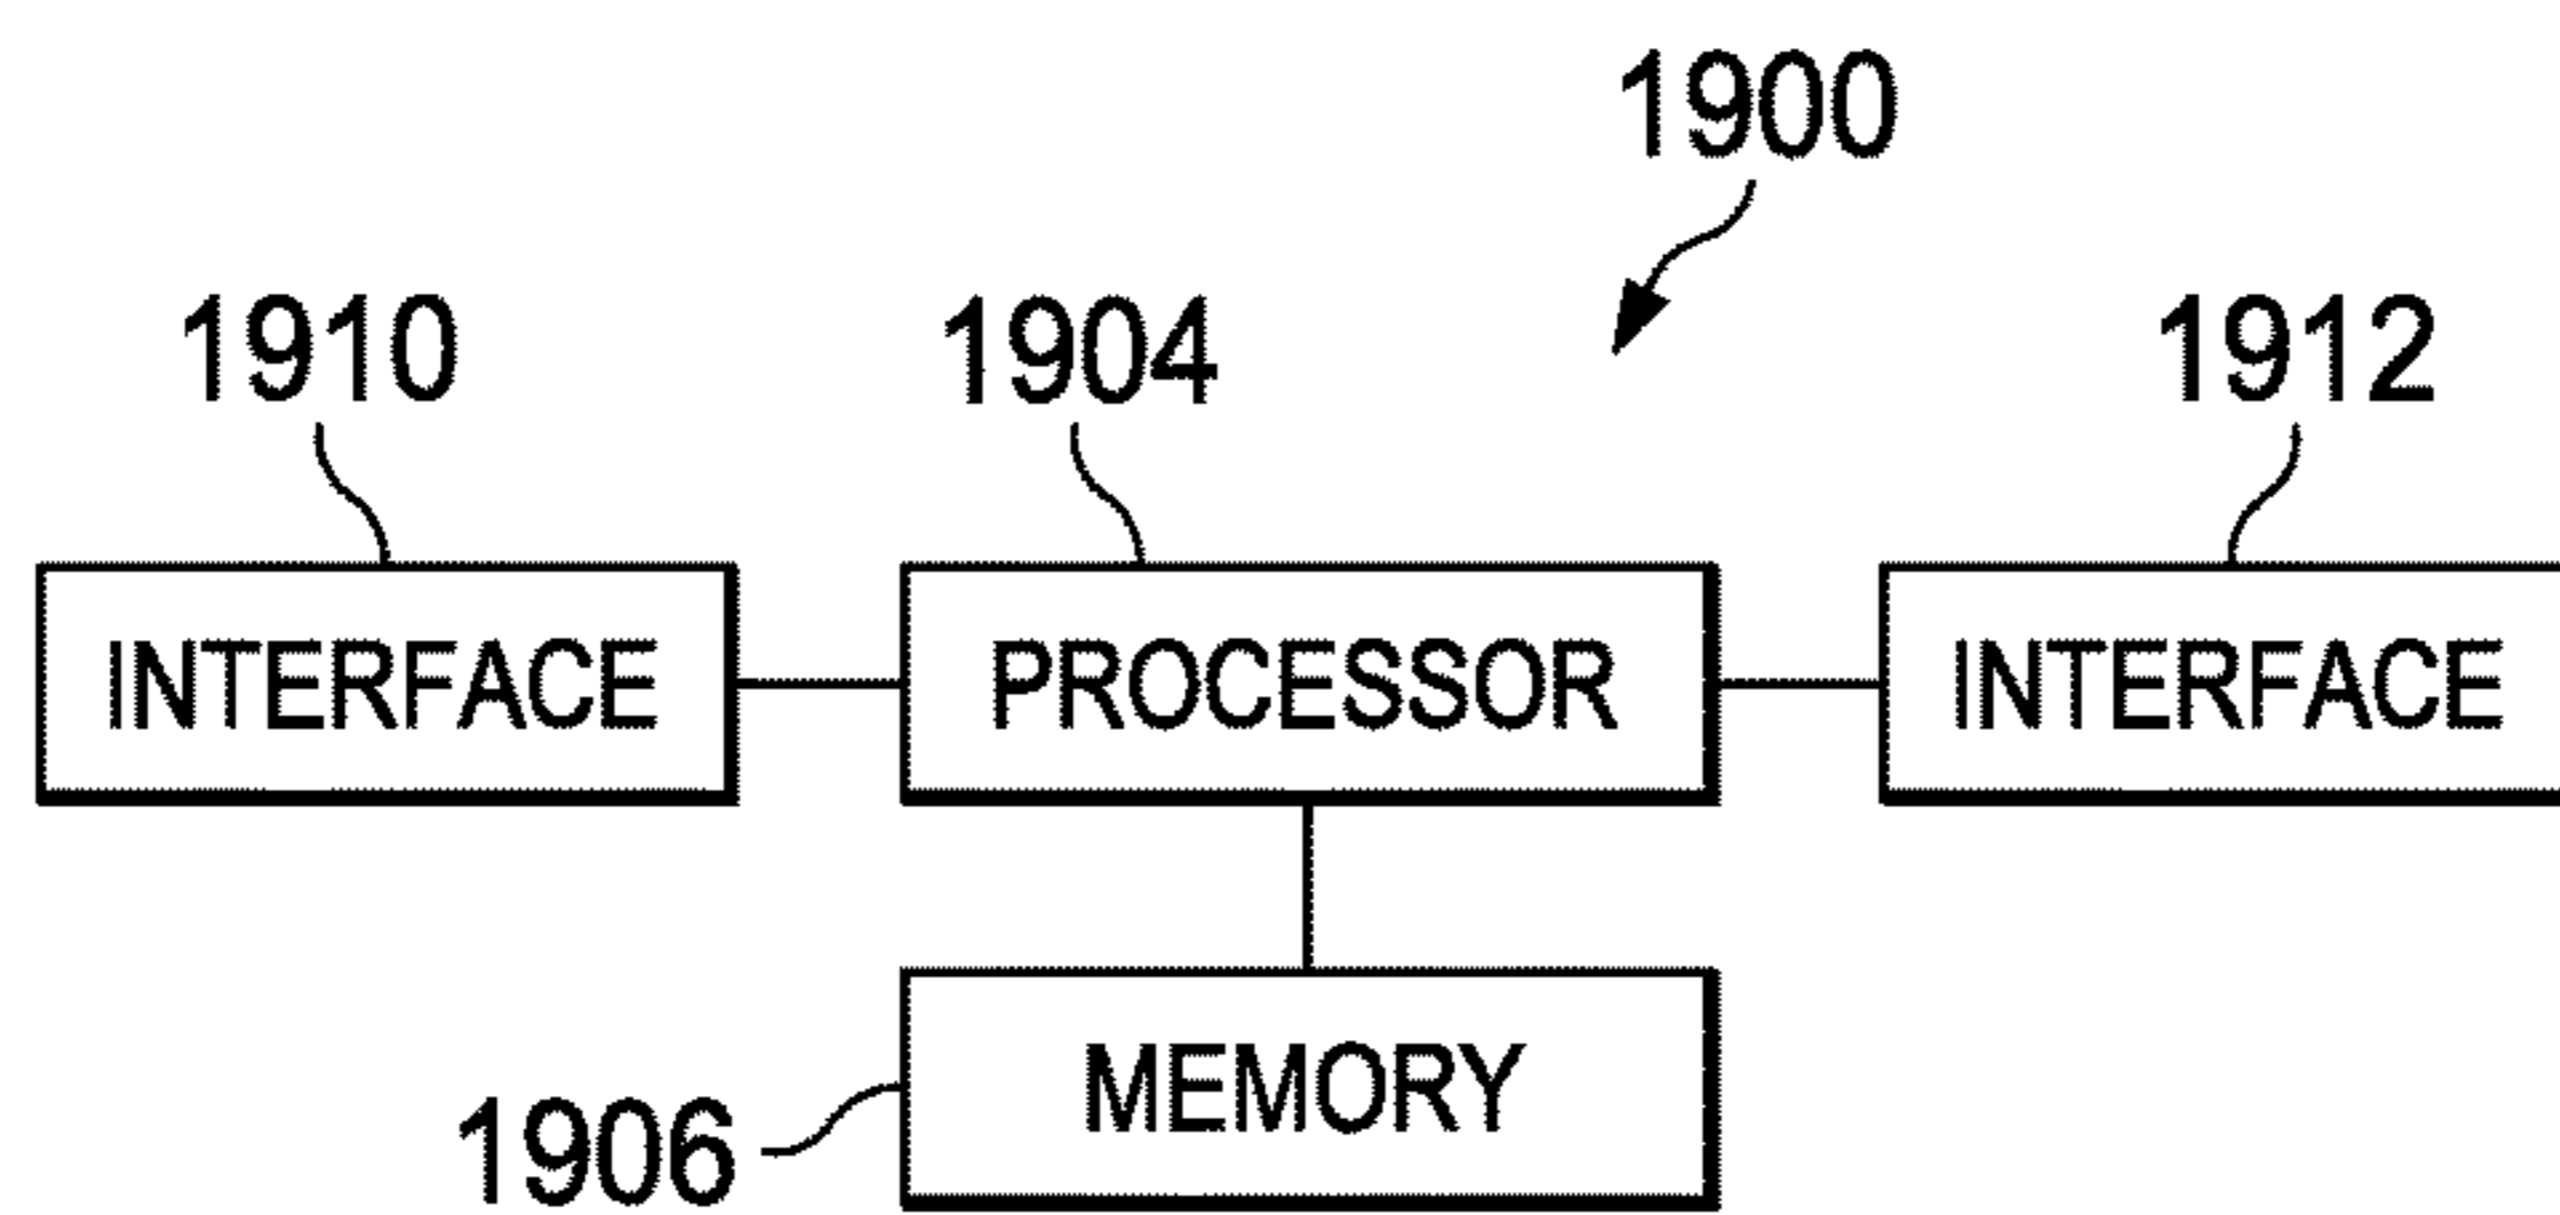 1900
1910 1904 1912
INTERFACE PROCESSOR INTERFACE
MEMORY
1906